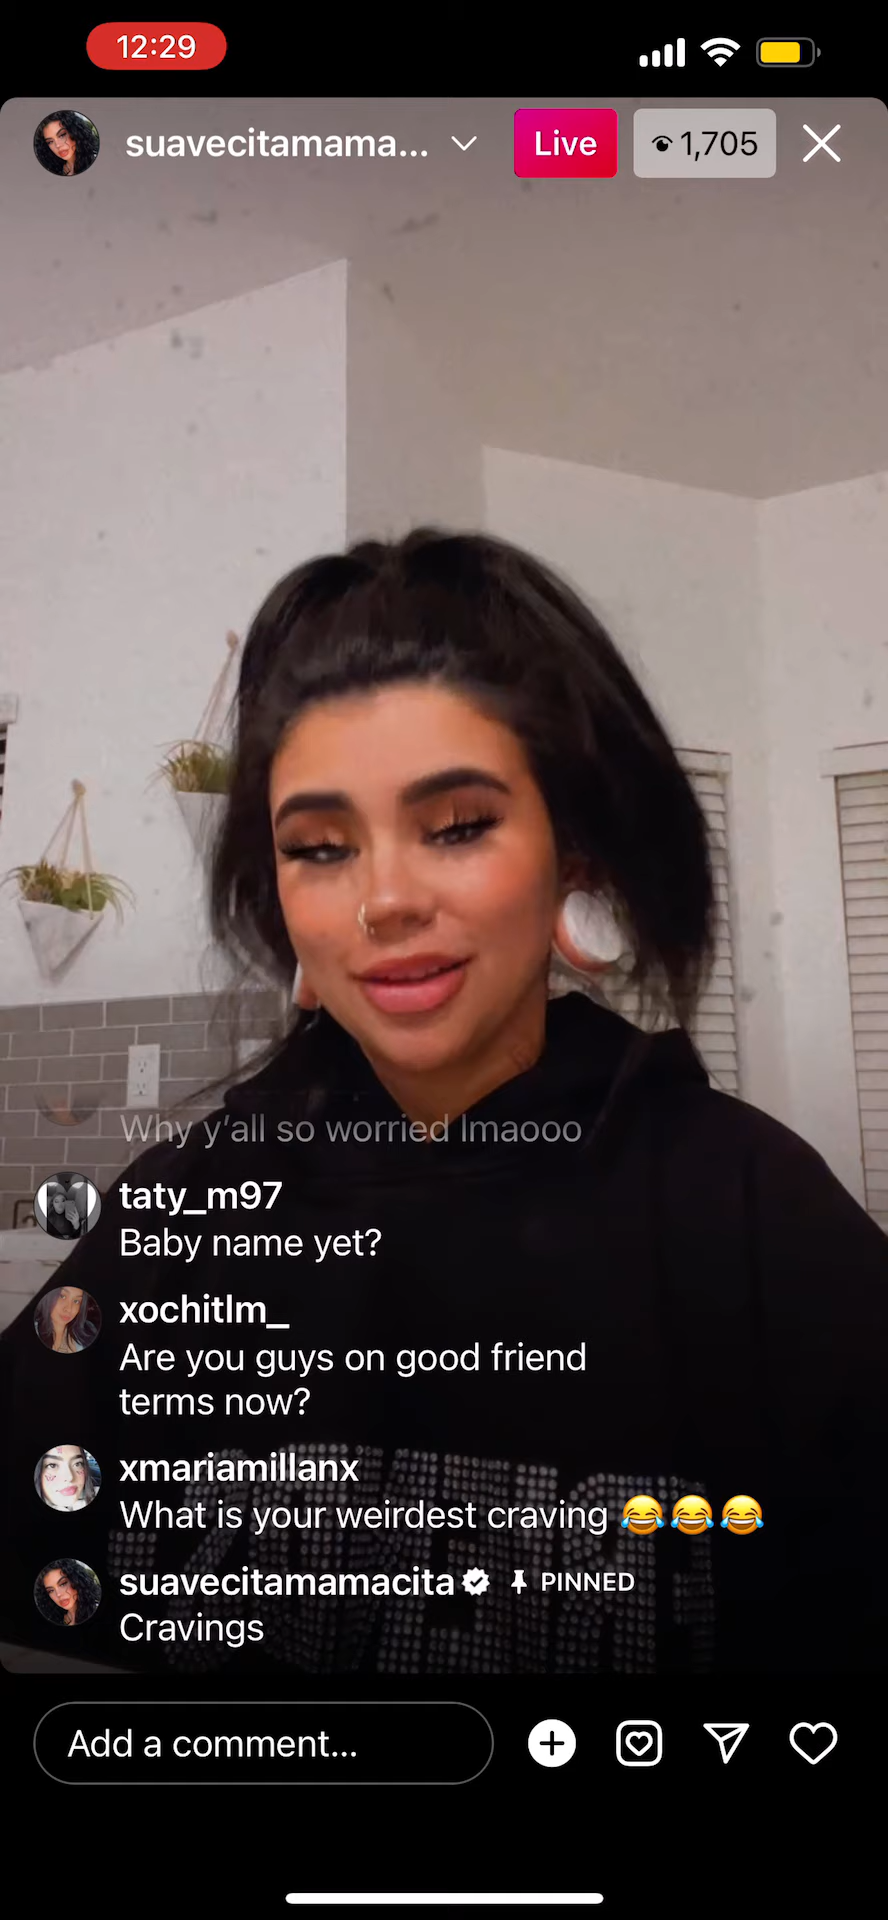 12:29
suavecitamama...
Live
1,705
Why y'all so worried lmaooo
taty_m97
Baby name yet?
xochitlm_
Are you guys on good friend
terms now?
xmariamillanx
What is your weirdest craving 😂😂😂
suavecitamamacita PINNED
Cravings
Add a comment...